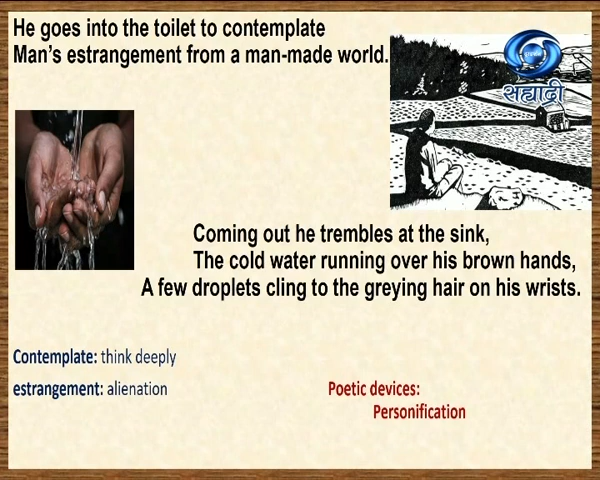 He goes into the toilet to contemplate
Man's estrangement from a man-made world.
सह्याद्री
Coming out he trembles at the sink,
The cold water running over his brown hands,
A few droplets cling to the greying hair on his wrists.
Contemplate: think deeply
estrangement: alienation
Poetic devices:
Personification